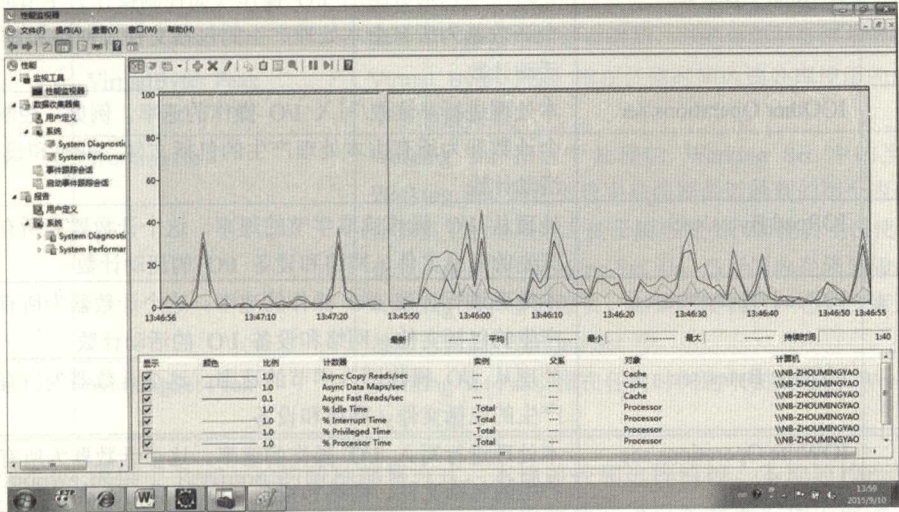 性能监视器
文件(F) 操作(A) 查看(V) 窗口(W) 帮助(H)
性能
监视工具
性能监视器
数据收集器集
用户定义
系统
System Diagnostic
System Performar
事件跟踪会话
启动事件跟踪会话
报告
用户定义
系统
System Diagnostic
System Performar
100
80
60
40
20
0
13:46:56 13:47:10 13:47:20 13:45:50 13:46:00 13:46:10 13:46:20 13:46:30 13:46:40 13:46:50 13:46:55
最新 平均 最小 最大 持续时间 1:40
显示 颜色 比例 计数器 实例 父系 对象 计算机
1.0 Async Copy Reads/sec --- --- Cache \\NB-ZHOUMINGYAO
1.0 Async Data Maps/sec --- --- Cache \\NB-ZHOUMINGYAO
0.1 Async Fast Reads/sec --- --- Cache \\NB-ZHOUMINGYAO
1.0 % Idle Time _Total --- Processor \\NB-ZHOUMINGYAO
1.0 % Interrupt Time _Total --- Processor \\NB-ZHOUMINGYAO
1.0 % Privileged Time _Total --- Processor \\NB-ZHOUMINGYAO
1.0 % Processor Time _Total --- Processor \\NB-ZHOUMINGYAO
13:59
2015/9/10